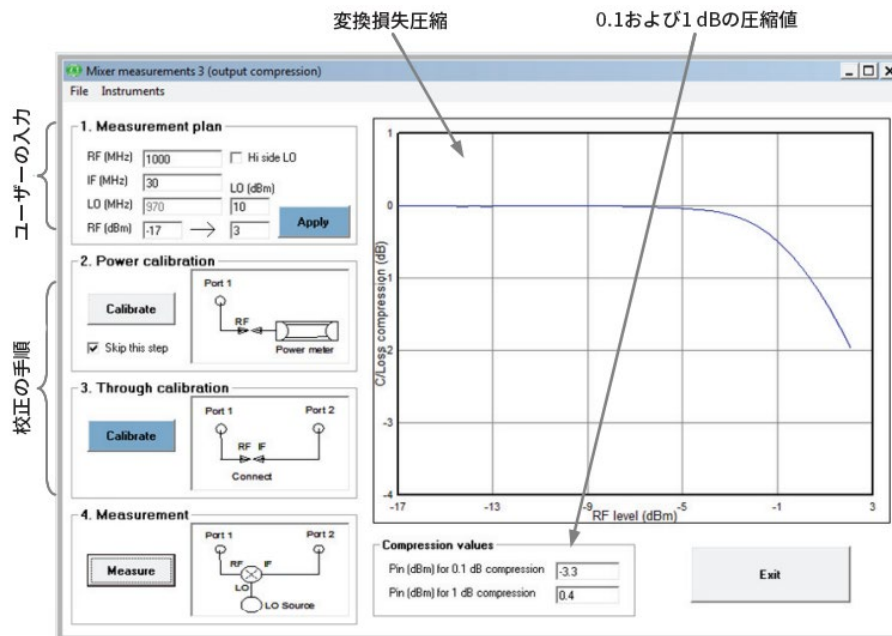 変換損失圧縮
0.1および1 dBの圧縮値
Mixer measurements 3 (output compression)
File Instruments
ユーザーの入力
1. Measurement plan
RF (MHz) 1000 Hi side LO
IF (MHz) 30
LO (dBm)
LO (MHz) 970 10
RF (dBm) -17 3
Apply
校正の手順
2. Power calibration
Calibrate
Skip this step
Port 1
RF
Power meter
3. Through calibration
Calibrate
Port 1 Port 2
RF IF
Connect
4. Measurement
Measure
Port 1 Port 2
RF IF
LO
LO Source
C/Loss compression (dB)
1
0
-1
-2
-3
-4
-17 -13 -9 -5 -1 3
RF level (dBm)
Compression values
Pin (dBm) for 0.1 dB compression -3.3
Pin (dBm) for 1 dB compression 0.4
Exit